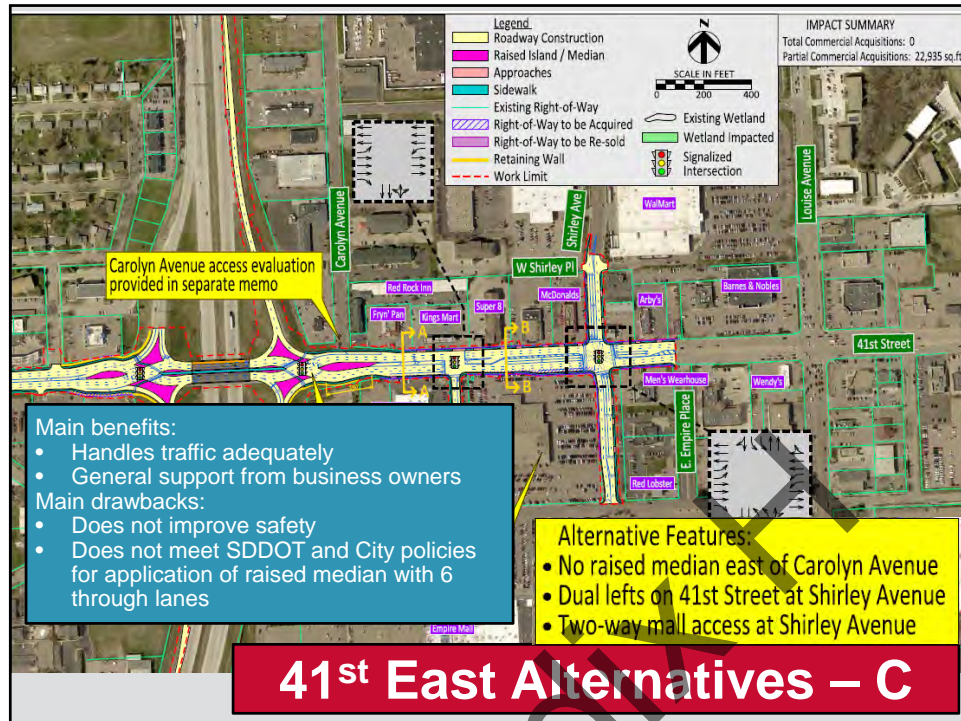 Legend
Roadway Construction
Raised Island / Median
Approaches
Sidewalk
Existing Right-of-Way
Right-of-Way to be Acquired
Right-of-Way to be Re-sold
Retaining Wall
Work Limit
N
SCALE IN FEET
0 200 400
Existing Wetland
Wetland Impacted
Signalized
Intersection
IMPACT SUMMARY
Total Commercial Acquisitions: 0
Partial Commercial Acquisitions: 22,935 sq.ft
Carolyn Avenue
Shirley Ave
Louise Avenue
WalMart
W Shirley Pl
Carolyn Avenue access evaluation
provided in separate memo
Red Rock Inn
Fryn' Pan
Kings Mart
Super 8
McDonalds
Arby's
Barnes & Nobles
41st Street
A
B
A
B
Men's Wearhouse
Wendy's
E. Empire Place
Red Lobster
Main benefits:
• Handles traffic adequately
• General support from business owners
Main drawbacks:
• Does not improve safety
• Does not meet SDDOT and City policies
for application of raised median with 6
through lanes
Alternative Features:
• No raised median east of Carolyn Avenue
• Dual lefts on 41st Street at Shirley Avenue
• Two-way mall access at Shirley Avenue
Empire Mall
41st East Alternatives – C